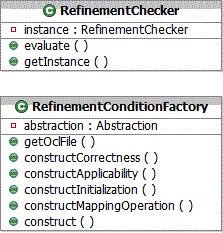 RefinementChecker
instance : RefinementChecker
evaluate ( )
getInstance ( )
RefinementConditionFactory
abstraction : Abstraction
getOclFile ( )
constructCorrectness ( )
constructApplicability ( )
constructInitialization ( )
constructMappingOperation ( )
construct ( )